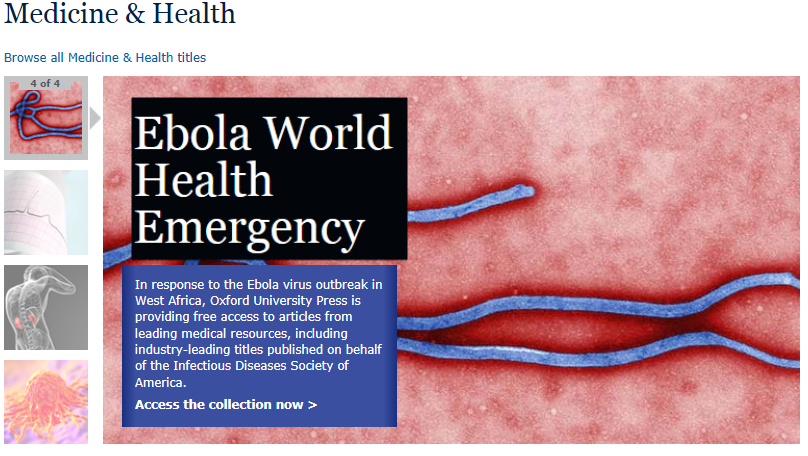 Medicine & Health
Browse all Medicine & Health titles
4 of 4
Ebola World
Health
Emergency
In response to the Ebola virus outbreak in
West Africa, Oxford University Press is
providing free access to articles from
leading medical resources, including
industry-leading titles published on behalf
of the Infectious Diseases Society of
America.
Access the collection now >